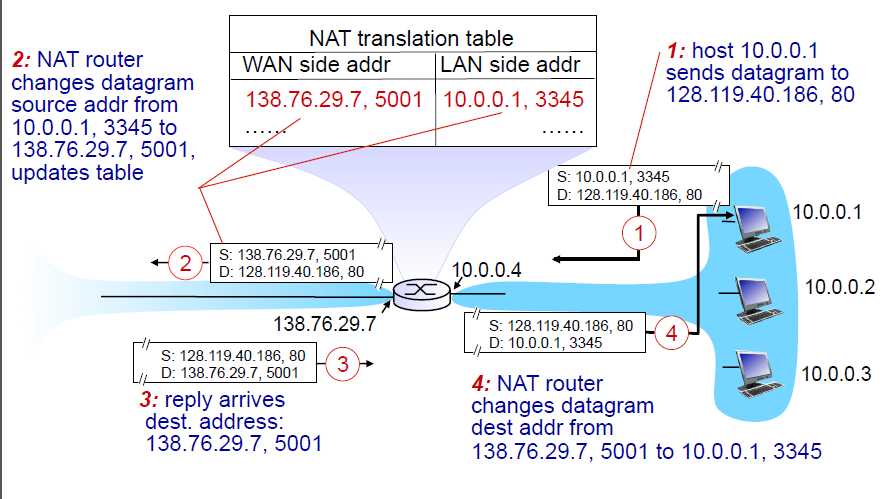 NAT translation table
WAN side addr LAN side addr
138.76.29.7, 5001 10.0.0.1, 3345
...... ......
2: NAT router
changes datagram
source addr from
10.0.0.1, 3345 to
138.76.29.7, 5001,
updates table
1: host 10.0.0.1
sends datagram to
128.119.40.186, 80
S: 10.0.0.1, 3345
D: 128.119.40.186, 80
1
10.0.0.1
S: 138.76.29.7, 5001
D: 128.119.40.186, 80
2
10.0.0.4
10.0.0.2
138.76.29.7
S: 128.119.40.186, 80
D: 10.0.0.1, 3345
4
S: 128.119.40.186, 80
D: 138.76.29.7, 5001
3
10.0.0.3
3: reply arrives
dest. address:
138.76.29.7, 5001
4: NAT router
changes datagram
dest addr from
138.76.29.7, 5001 to 10.0.0.1, 3345